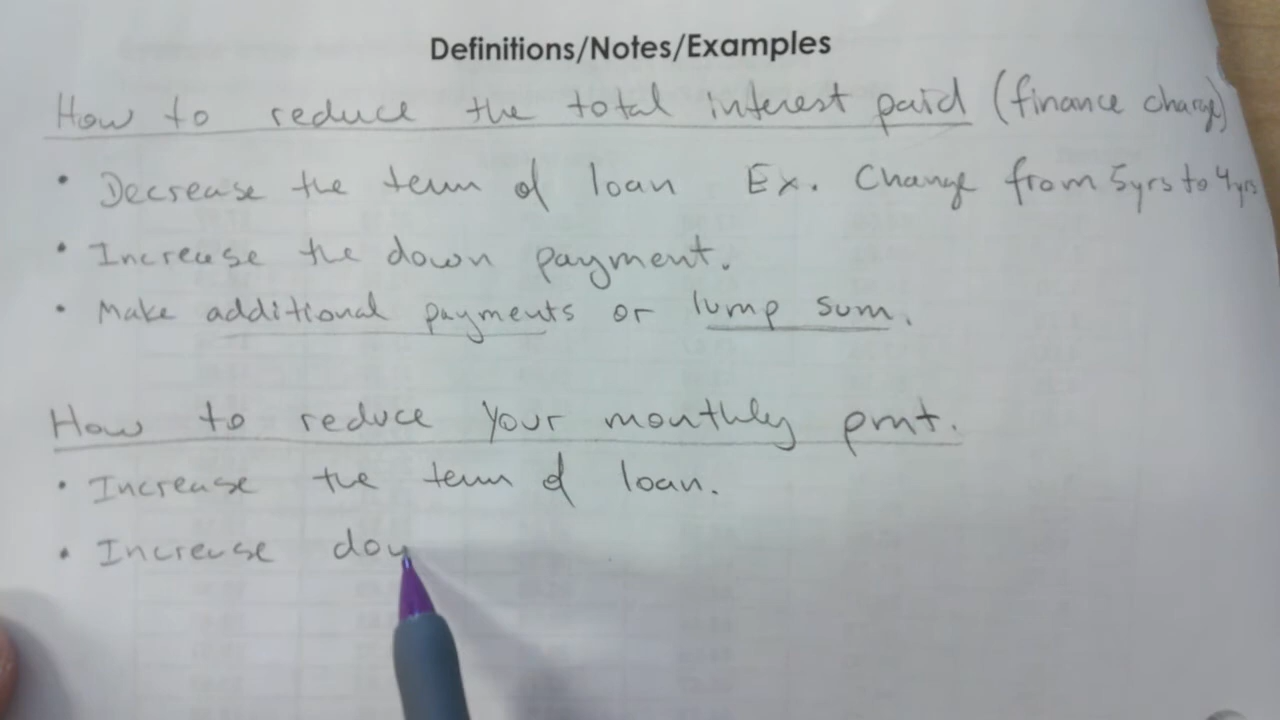 Definitions/Notes/Examples
How to reduce the total interest paid (finance charge)
• Decrease the term of loan Ex. Change from 5yrs to 4yrs
• Increase the down payment.
• Make additional payments or lump sum.
How to reduce your monthly pmt.
• Increase the term of loan.
• Increase dow